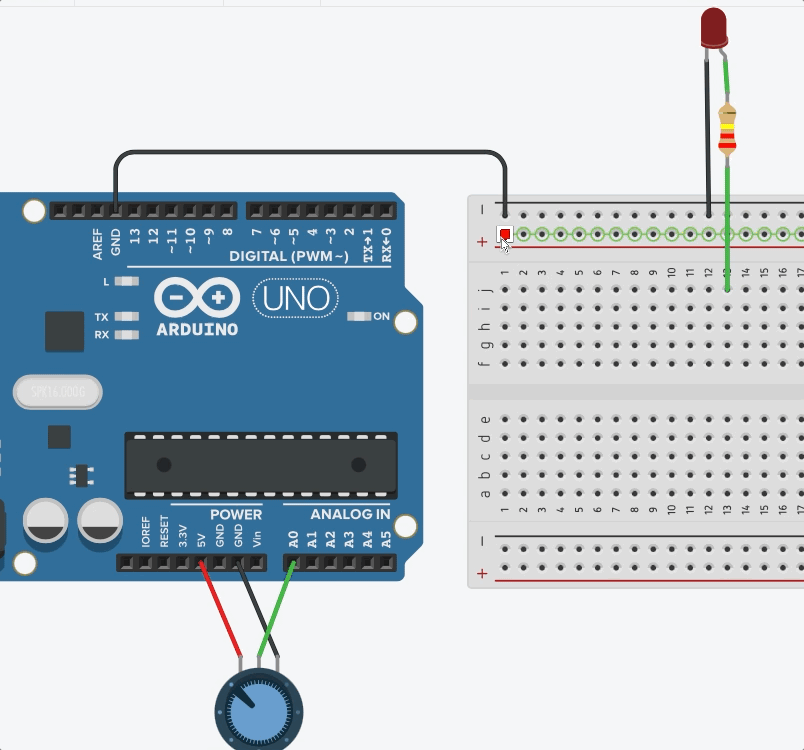 AREF
GND
13
12
~11
~10
~9
8
7
~6
~5
4
~3
2
TX→1
RX←0
DIGITAL (PWM~)
L
TX
RX
UNO
ARDUINO
ON
SPK16.000G
POWER
ANALOG IN
IOREF
RESET
3.3V
5V
GND
GND
Vin
A0
A1
A2
A3
A4
A5
−
+
1 2 3 4 5 6 7 8 9 10 11 12 13 14 15 16 17
j
i
h
g
f
e
d
c
b
a
1 2 3 4 5 6 7 8 9 10 11 12 13 14 15 16 17
−
+